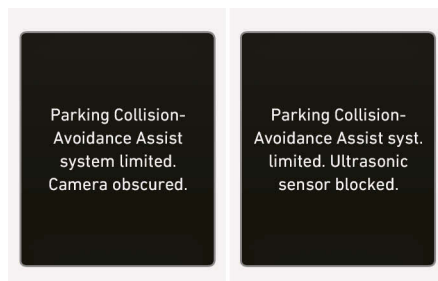 Parking Collision-
Avoidance Assist
system limited.
Camera obscured.
Parking Collision-
Avoidance Assist syst.
limited. Ultrasonic
sensor blocked.